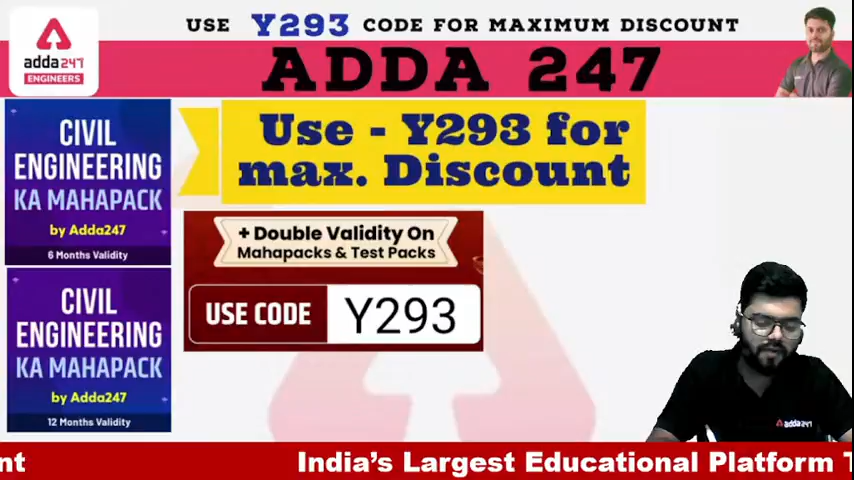 USE Y293 CODE FOR MAXIMUM DISCOUNT
adda247
ENGINEERS
ADDA 247
CIVIL
ENGINEERING
KA MAHAPACK
by Adda247
6 Months Validity
Use - Y293 for
max. Discount
+ Double Validity On
Mahapacks & Test Packs
USE CODE Y293
CIVIL
ENGINEERING
KA MAHAPACK
by Adda247
12 Months Validity
adda247
nt India's Largest Educational Platform T